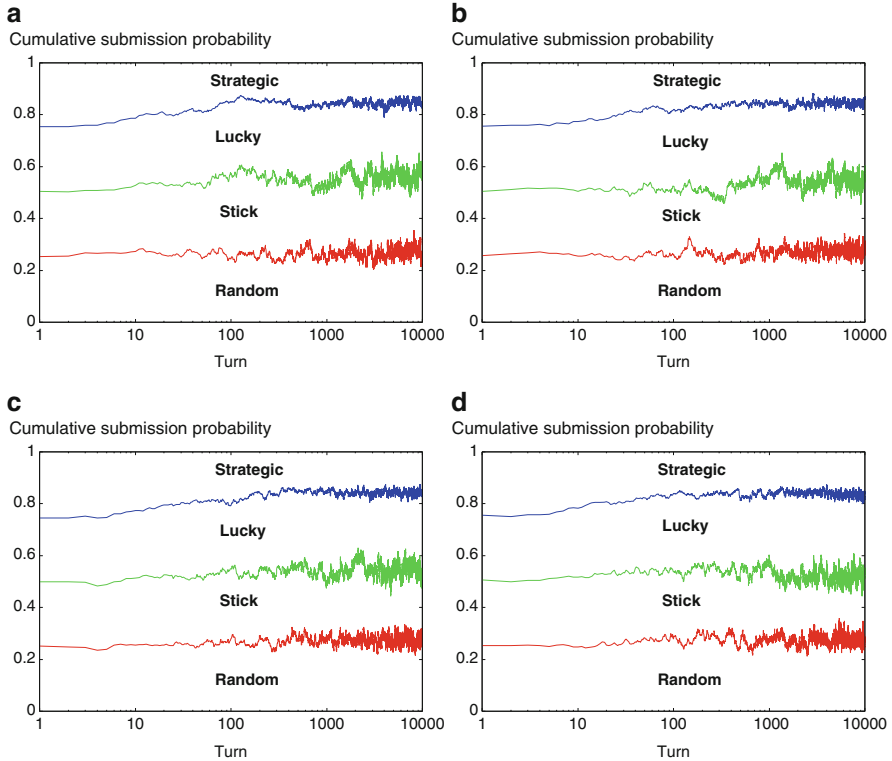 a
Cumulative submission probability
1
Strategic
0.8
Lucky
0.6
0.4
Stick
0.2
Random
0
1 10 100 1000 10000
Turn
b
Cumulative submission probability
1
Strategic
0.8
Lucky
0.6
0.4
Stick
0.2
Random
0
1 10 100 1000 10000
Turn
c
Cumulative submission probability
1
Strategic
0.8
Lucky
0.6
0.4
Stick
0.2
Random
0
1 10 100 1000 10000
Turn
d
Cumulative submission probability
1
Strategic
0.8
Lucky
0.6
0.4
Stick
0.2
Random
0
1 10 100 1000 10000
Turn